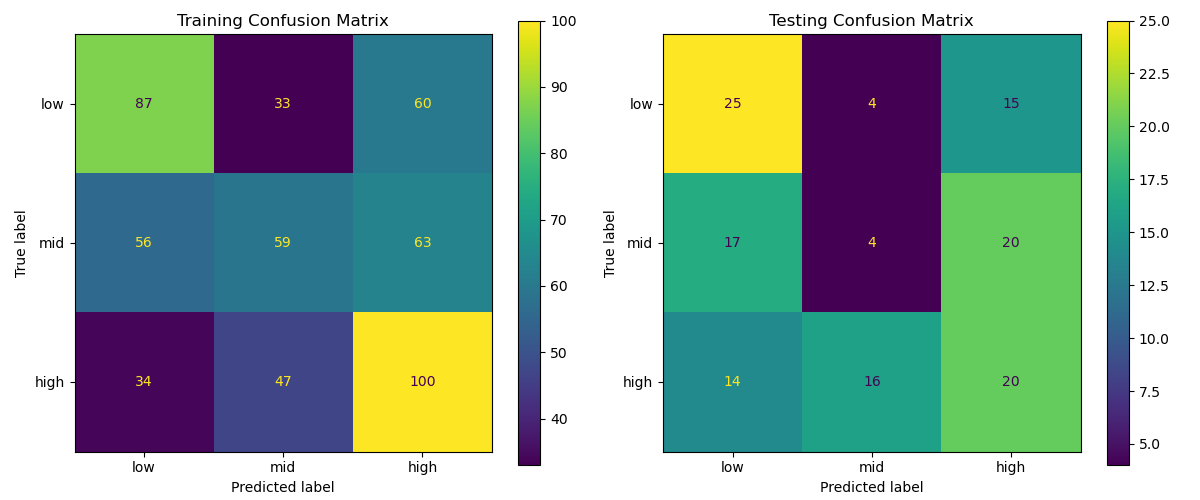 Training Confusion Matrix
low 87 33 60
mid 56 59 63
high 34 47 100
low mid high
Predicted label
True label
100
90
80
70
60
50
40
Testing Confusion Matrix
low 25 4 15
mid 17 4 20
high 14 16 20
low mid high
Predicted label
True label
25.0
22.5
20.0
17.5
15.0
12.5
10.0
7.5
5.0